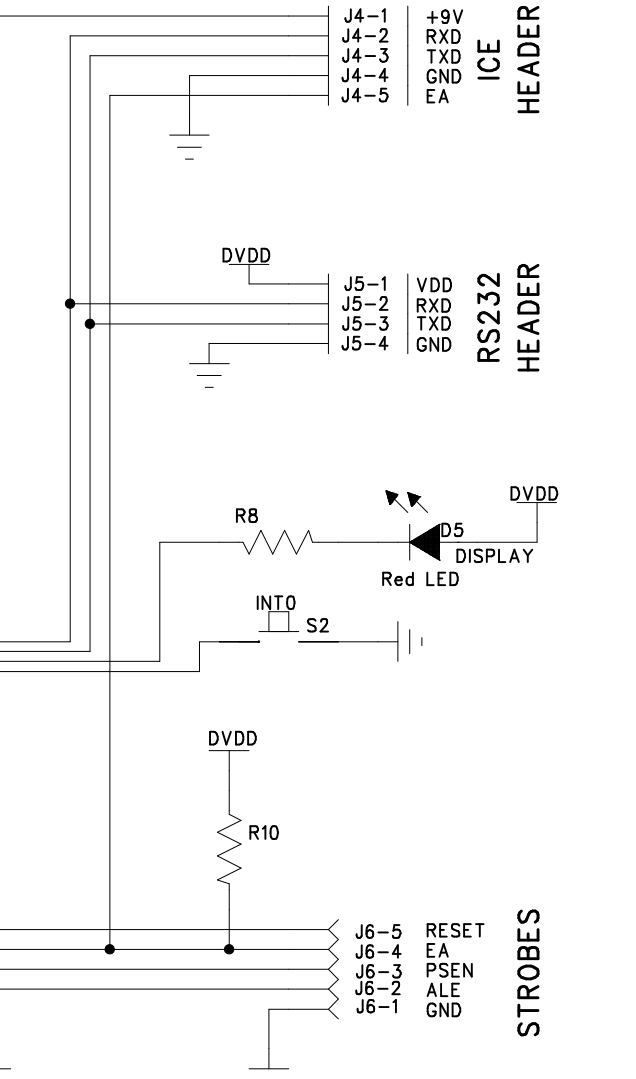 J4-1 +9V
J4-2 RXD
J4-3 TXD
J4-4 GND
J4-5 EA
ICE
HEADER
DVDD
J5-1 VDD
J5-2 RXD
J5-3 TXD
J5-4 GND
RS232
HEADER
DVDD
R8
D5
DISPLAY
Red LED
INT0
S2
DVDD
R10
J6-5 RESET
J6-4 EA
J6-3 PSEN
J6-2 ALE
J6-1 GND
STROBES